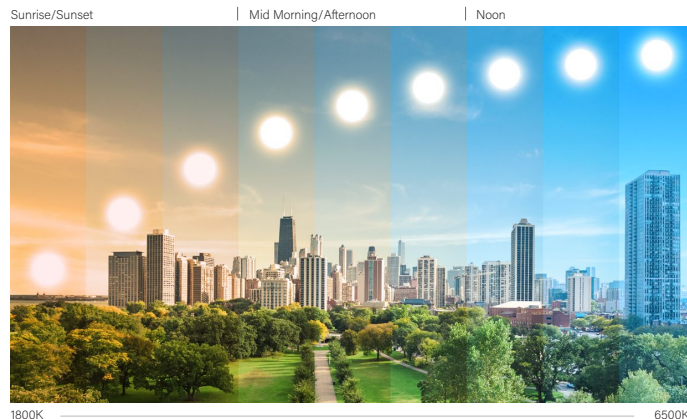 Sunrise/Sunset
Mid Morning/Afternoon
Noon
1800K
6500K